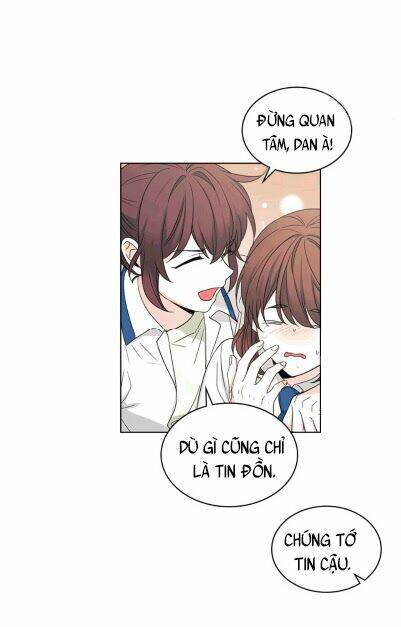 ĐỪNG QUAN
TÂM, DAN À!
DÙ GÌ CŨNG CHỈ
LÀ TIN ĐỒN.
CHÚNG TỚ
TIN CẬU.